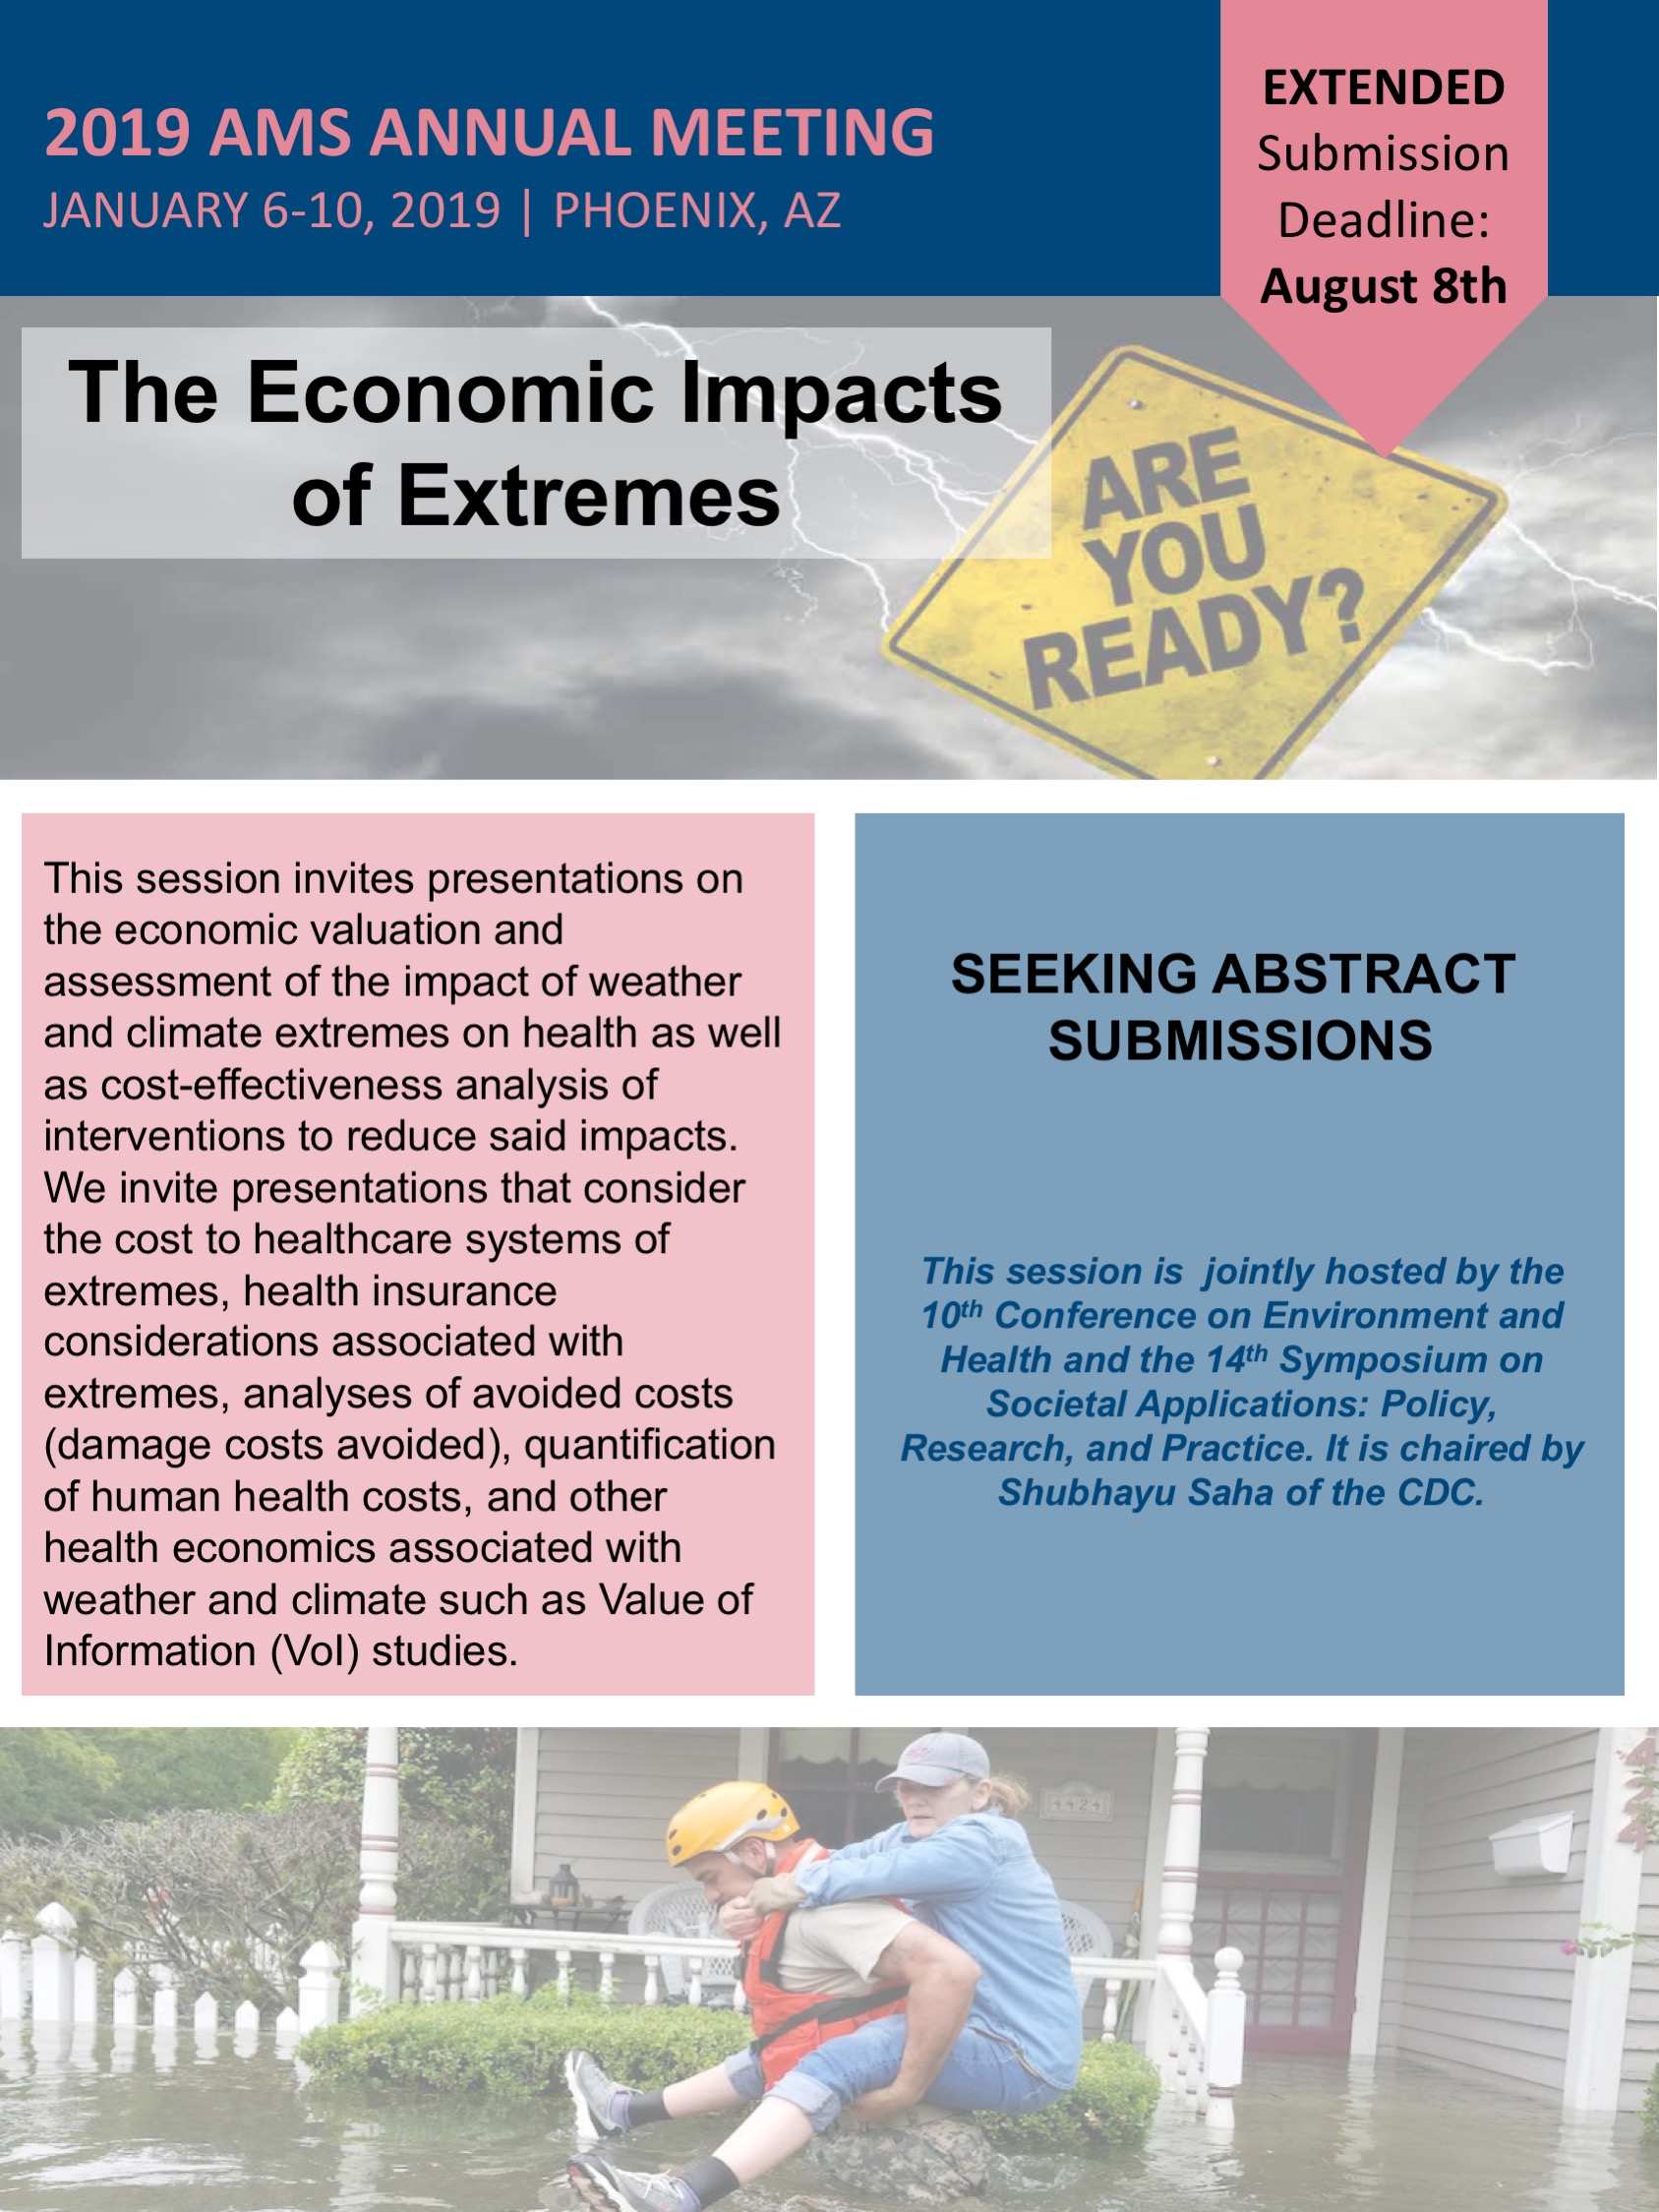 2019 AMS ANNUAL MEETING
JANUARY 6-10, 2019 | PHOENIX, AZ
EXTENDED
Submission
Deadline:
August 8th
The Economic Impacts
of Extremes
ARE
YOU
READY?
This session invites presentations on
the economic valuation and
assessment of the impact of weather
and climate extremes on health as well
as cost-effectiveness analysis of
interventions to reduce said impacts.
We invite presentations that consider
the cost to healthcare systems of
extremes, health insurance
considerations associated with
extremes, analyses of avoided costs
(damage costs avoided), quantification
of human health costs, and other
health economics associated with
weather and climate such as Value of
Information (VoI) studies.
SEEKING ABSTRACT
SUBMISSIONS
This session is  jointly hosted by the
10th Conference on Environment and
Health and the 14th Symposium on
Societal Applications: Policy,
Research, and Practice. It is chaired by
Shubhayu Saha of the CDC.
4424